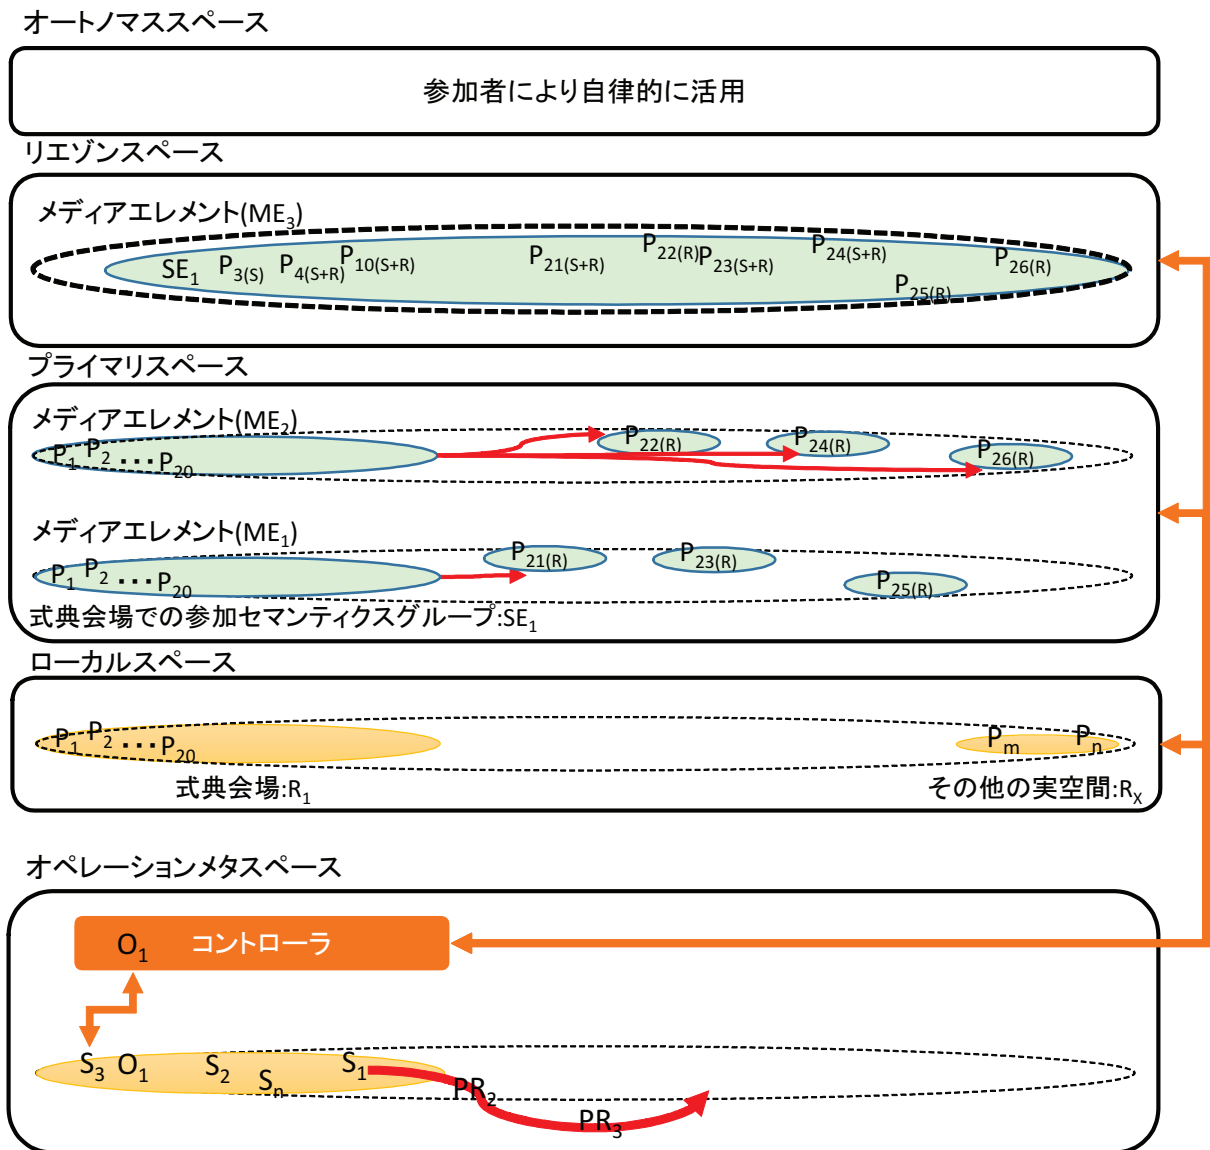 オートノマススペース
参加者により自律的に活用
リエゾンスペース
メディアエレメント(ME3)
SE1 P3(S) P4(S+R) P10(S+R) P21(S+R) P22(R) P23(S+R) P24(S+R) P25(R) P26(R)
プライマリスペース
メディアエレメント(ME2)
P1 P2 ・・・P20 P22(R) P24(R) P26(R)
メディアエレメント(ME1)
P1 P2 ・・・P20 P21(R) P23(R) P25(R)
式典会場での参加セマンティクスグループ:SE1
ローカルスペース
P1 P2 ・・・P20 Pm Pn
式典会場:R1 その他の実空間:RX
オペレーションメタスペース
O1 コントローラ
S3 O1 S2 Sn S1
PR2
PR3